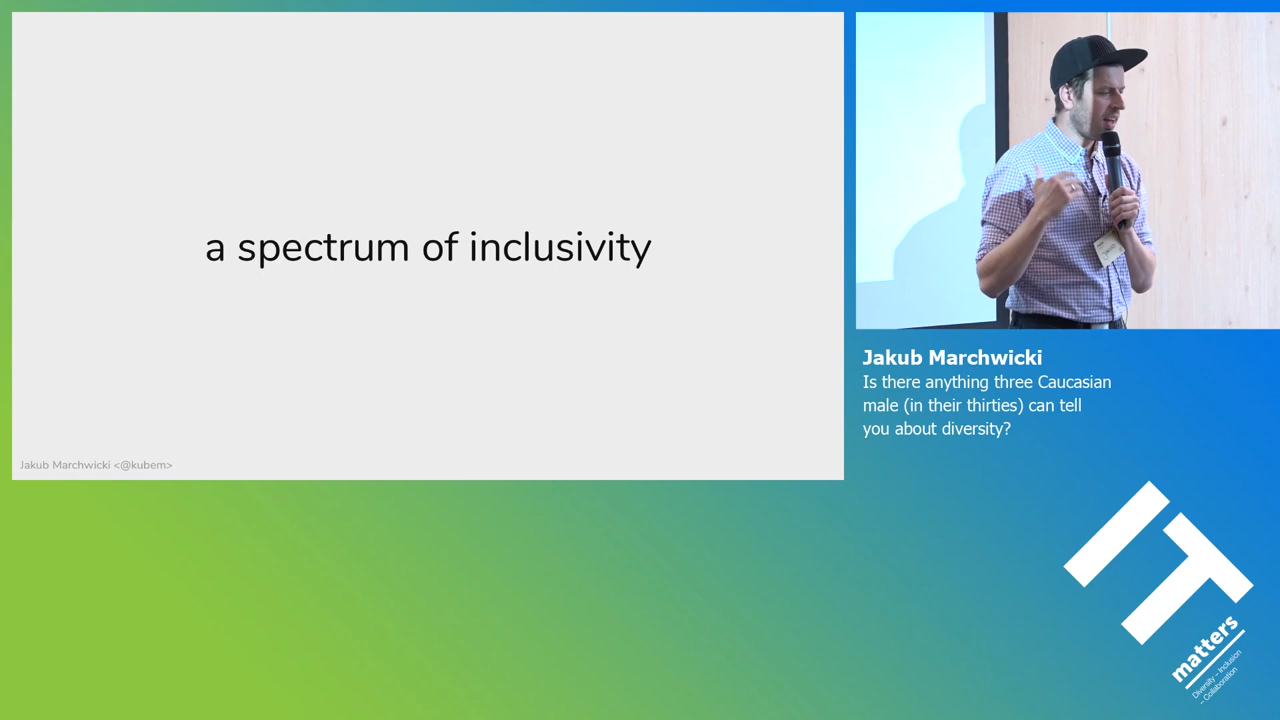 a spectrum of inclusivity
Jakub Marchwicki <@kubem>
Jakub Marchwicki
Is there anything three Caucasian
male (in their thirties) can tell
you about diversity?
IT
matters
Diversity – Inclusion
– Collaboration